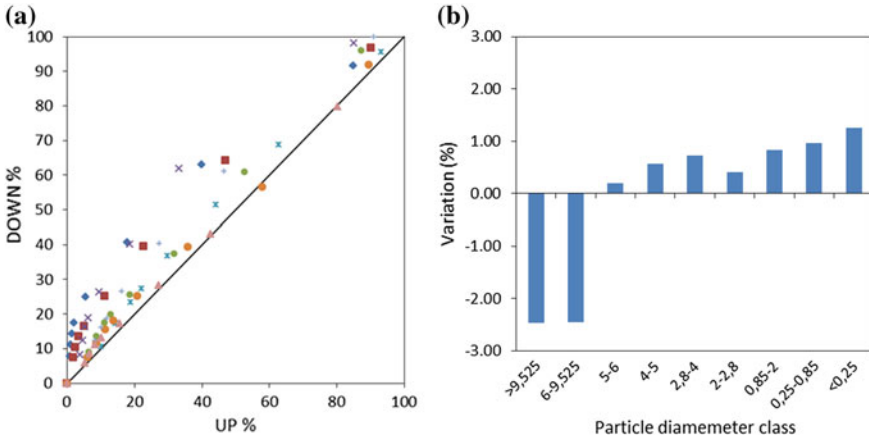 (a)
100
90
80
70
60
50
40
30
20
10
0
DOWN %
0 20 40 60 80 100
UP %
(b)
3.00
2.00
1.00
0.00
-1.00
-2.00
-3.00
Variation (%)
>9,525 6-9,525 5-6 4-5 2,8-4 2-2,8 0,85-2 0,25-0,85 <0,25
Particle diamemeter class